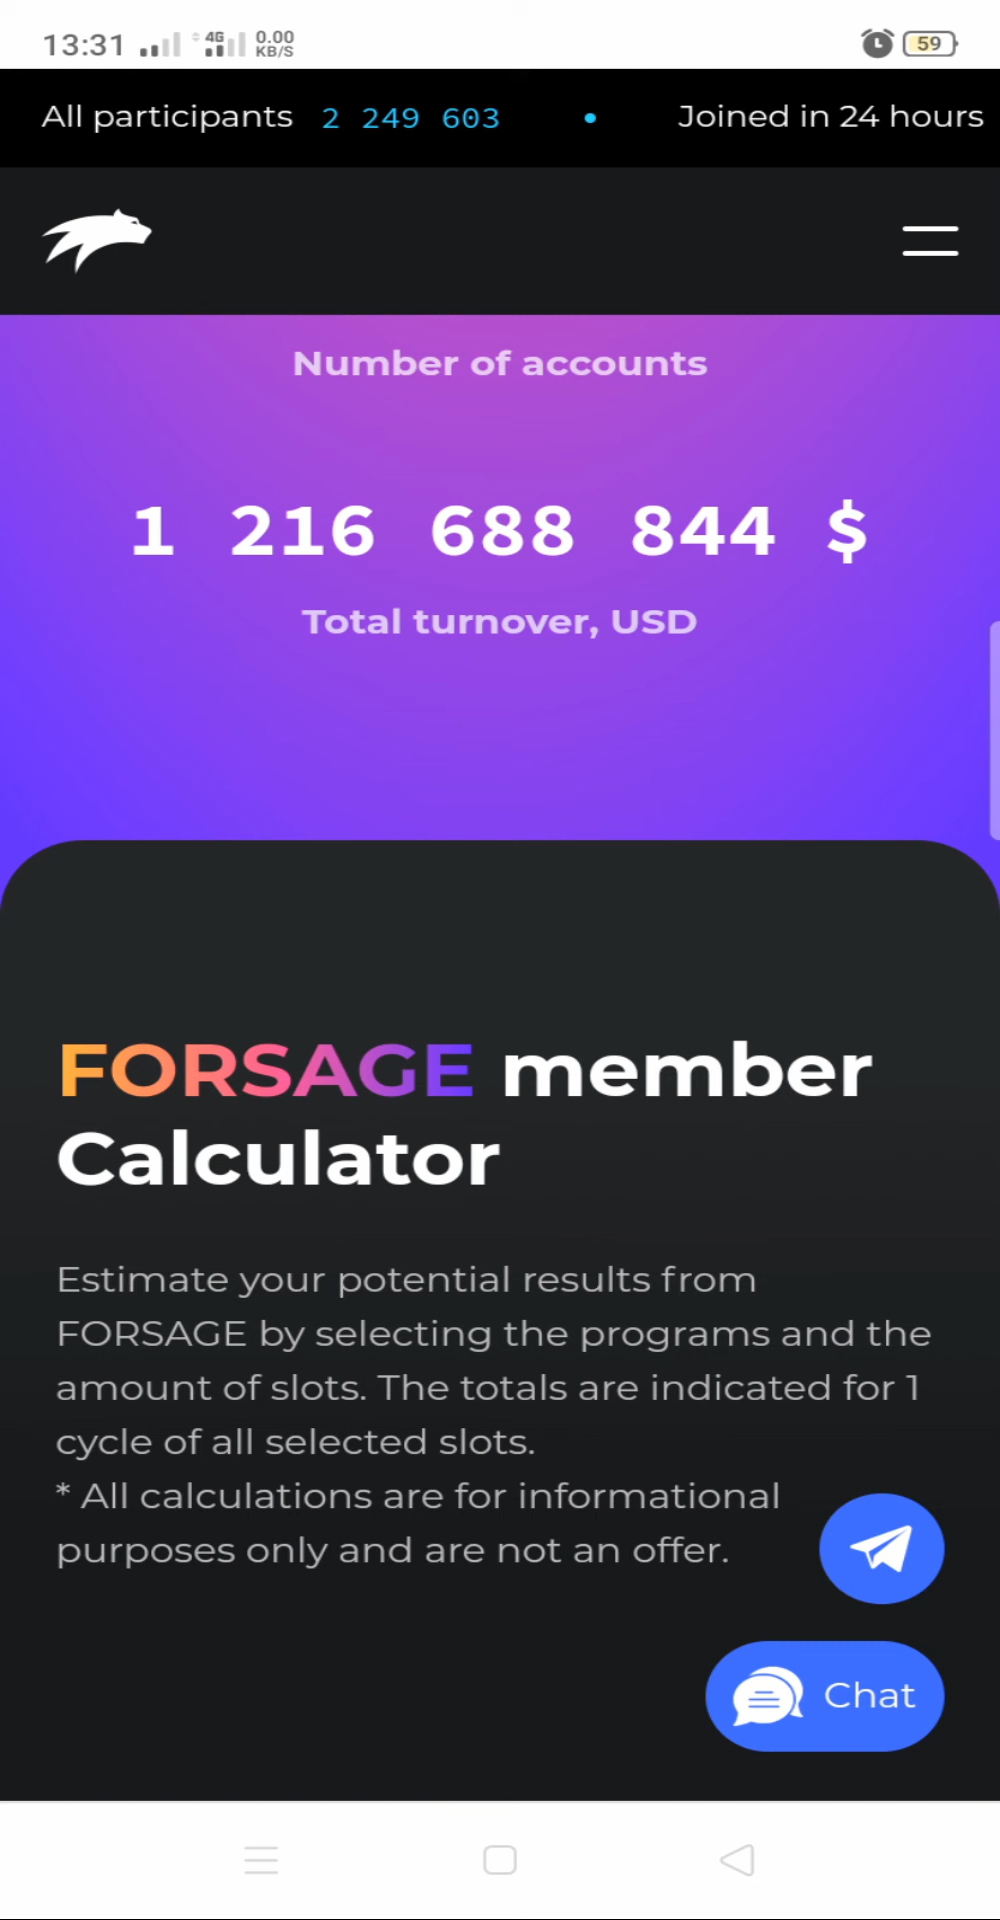 13:31 4G 0.00 KB/S 59
All participants 2 249 603 • Joined in 24 hours
Number of accounts
1 216 688 844 $
Total turnover, USD
FORSAGE member
Calculator
Estimate your potential results from
FORSAGE by selecting the programs and the
amount of slots. The totals are indicated for 1
cycle of all selected slots.
* All calculations are for informational
purposes only and are not an offer.
Chat